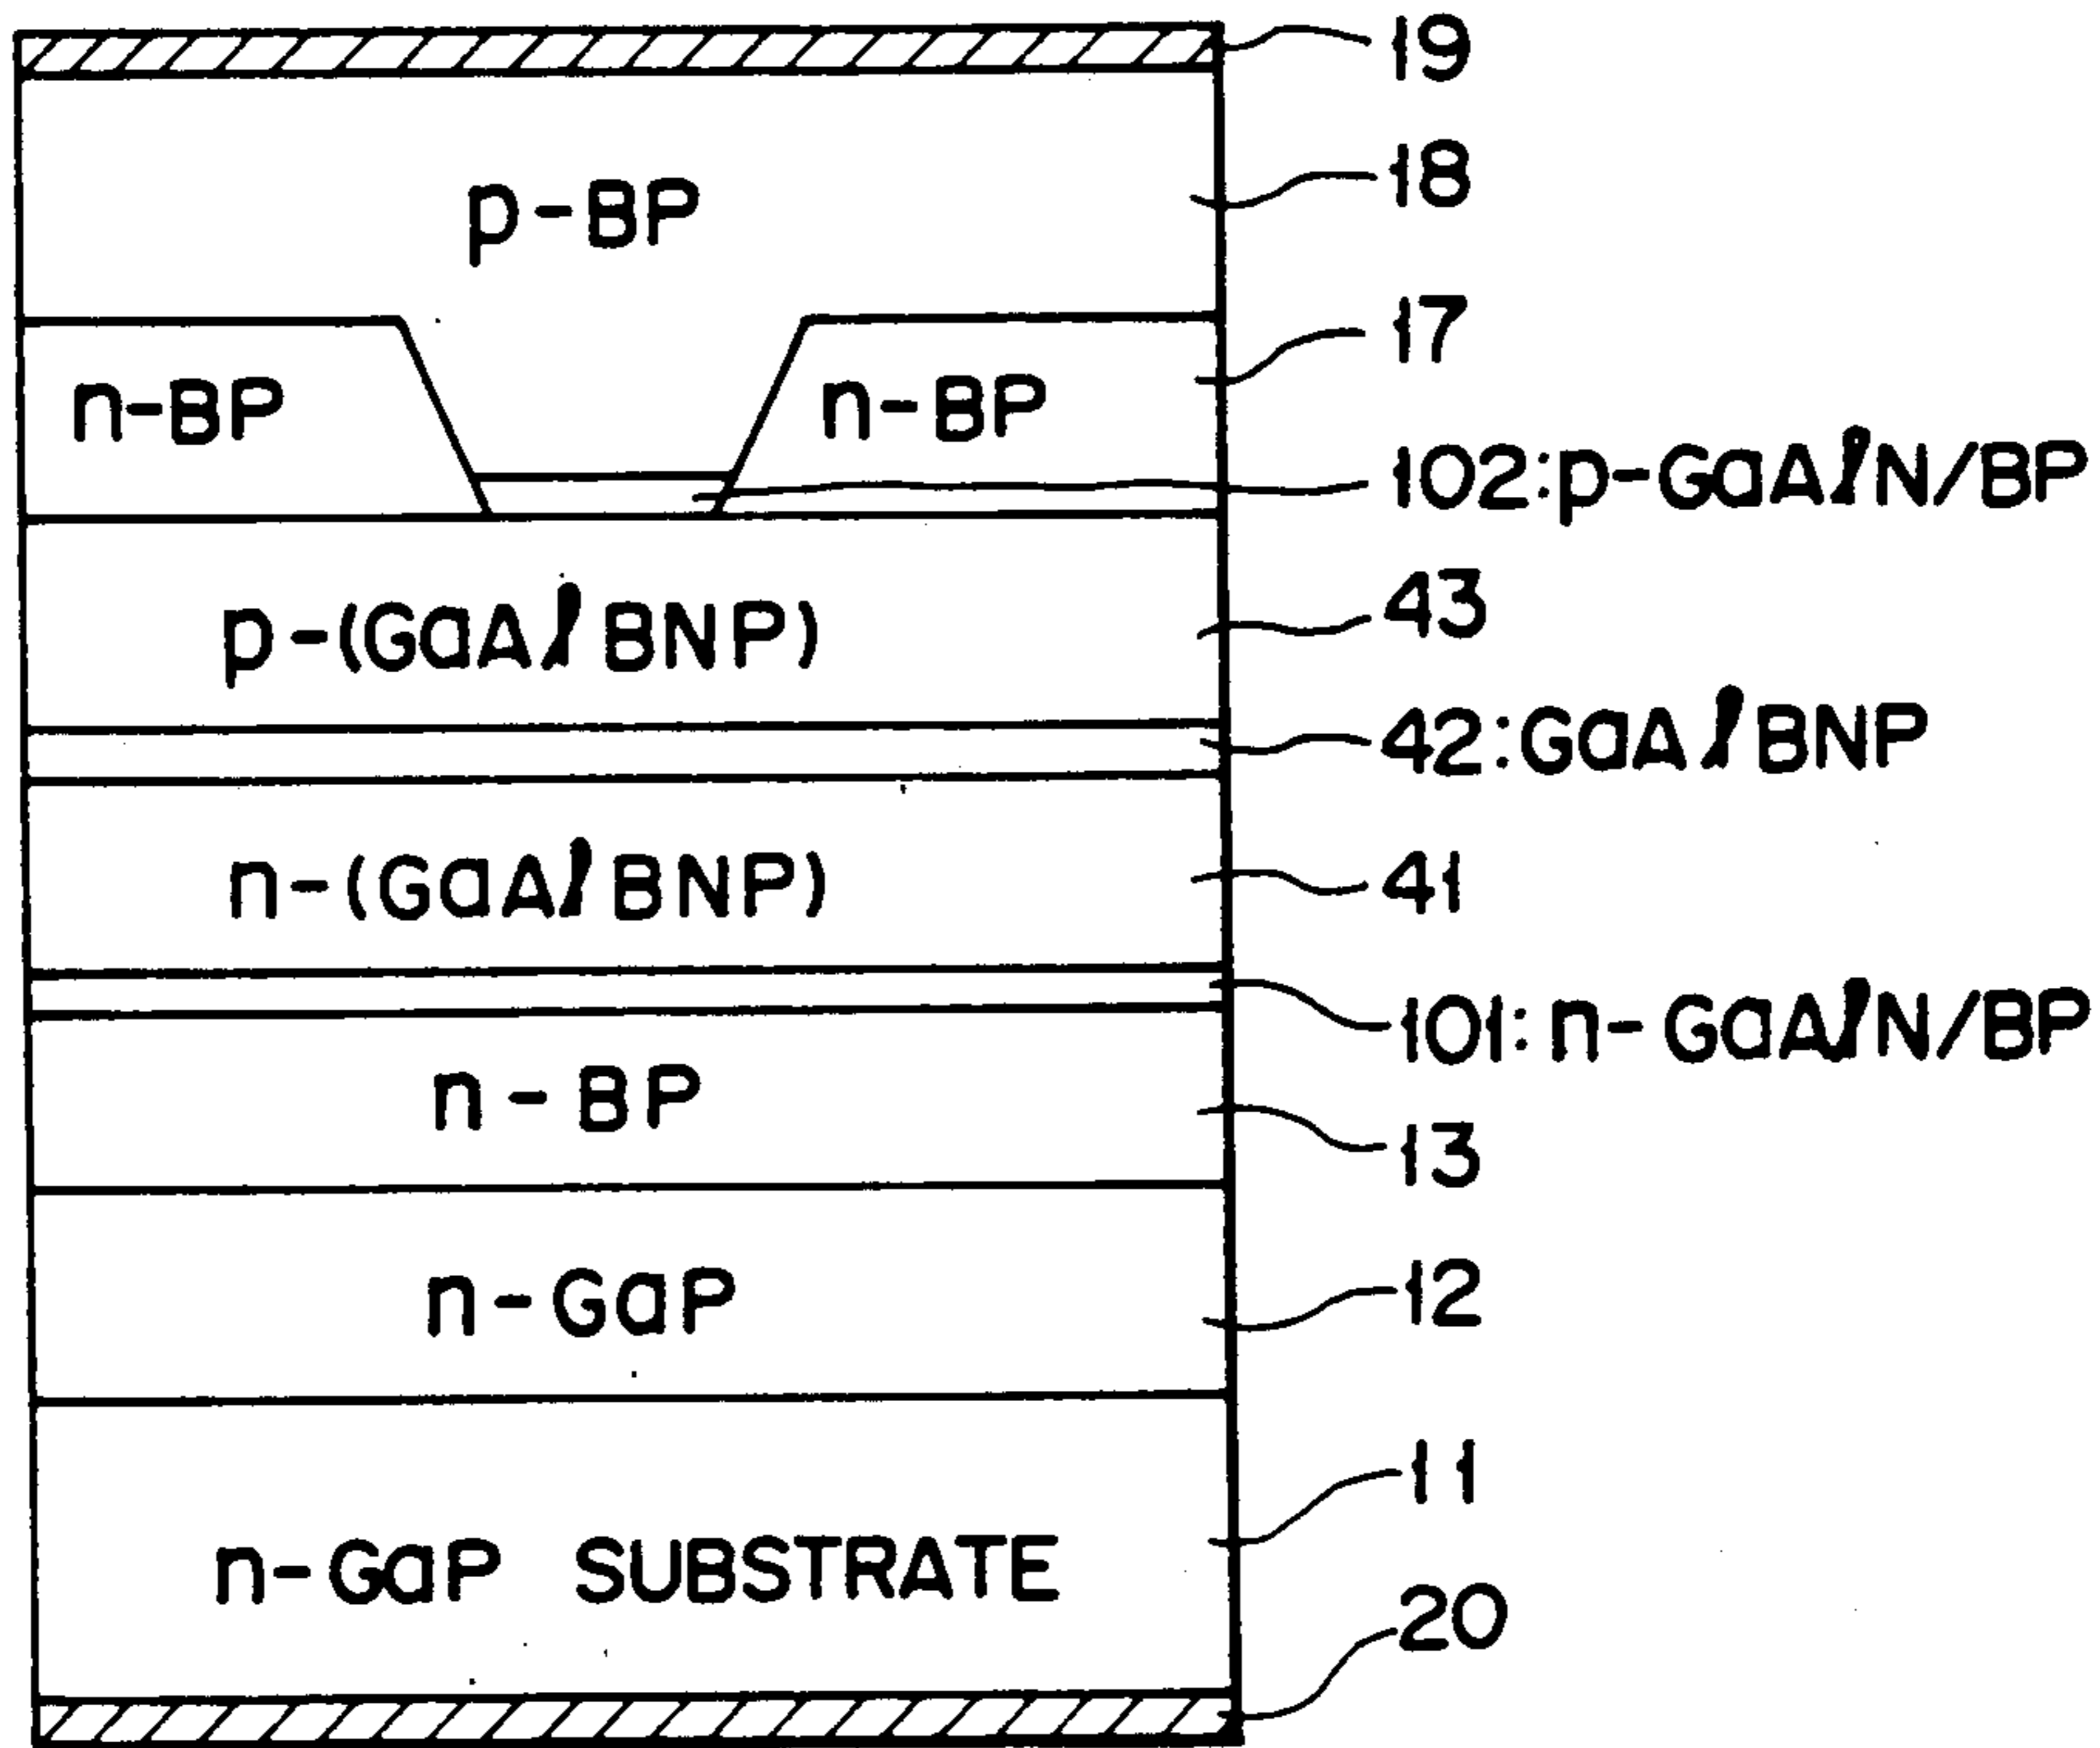 19
p-BP
18
17
n-BP
n-BP
102:p-GaAlN/BP
p-(GaAlBNP)
43
42:GaAlBNP
n-(GaAlBNP)
41
101:n-GaAlN/BP
n-BP
13
n-GaP
12
11
n-GaP SUBSTRATE
20